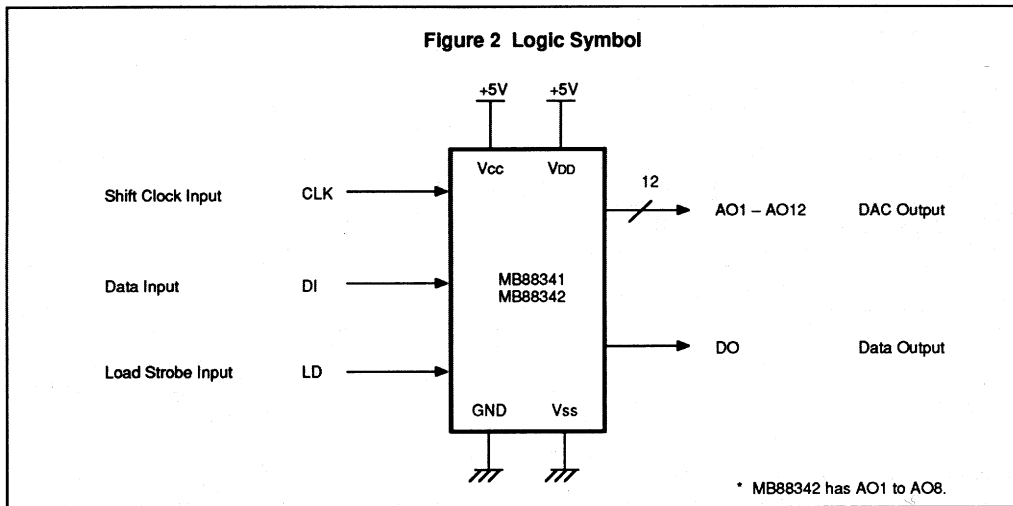 Figure 2 Logic Symbol
+5V +5V
Vcc VDD
12
Shift Clock Input CLK
AO1 – AO12 DAC Output
MB88341
MB88342
Data Input DI
DO Data Output
Load Strobe Input LD
GND Vss
* MB88342 has AO1 to AO8.